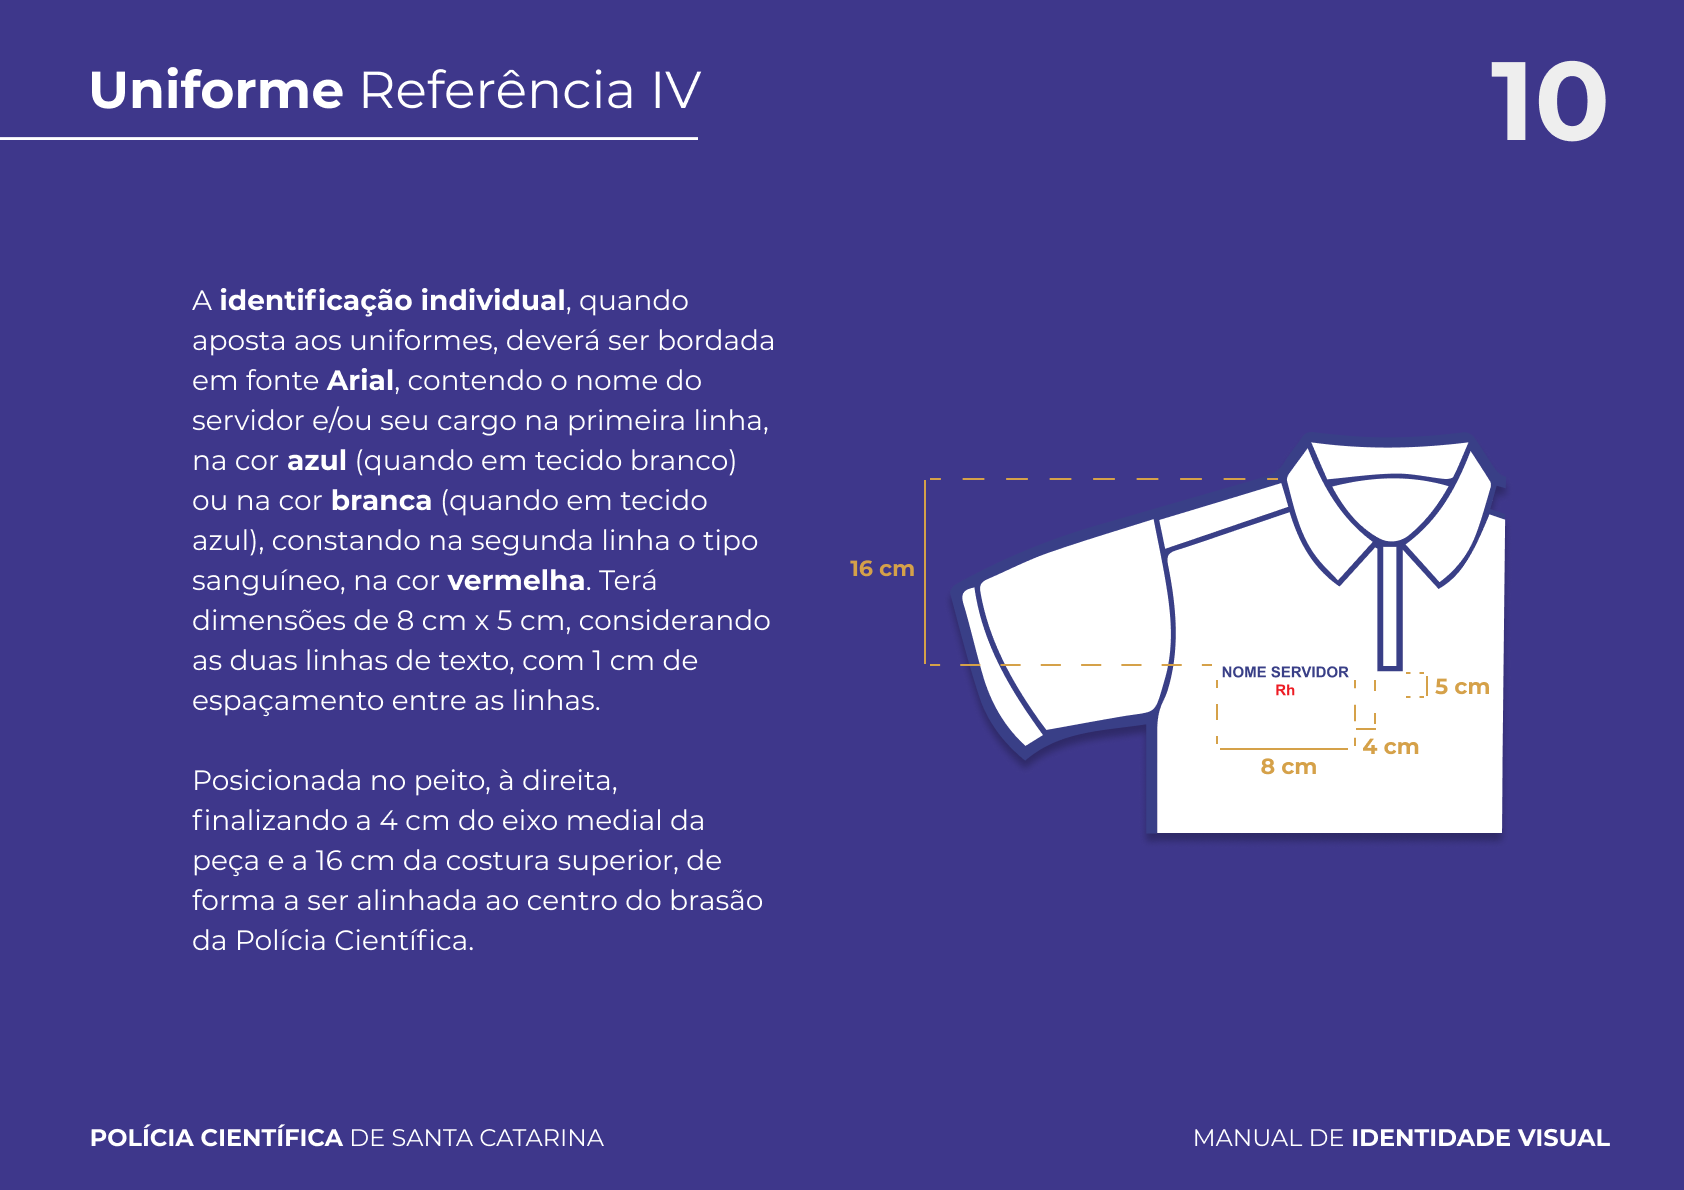 Uniforme Referência IV
10
A identificação individual, quando
aposta aos uniformes, deverá ser bordada
em fonte Arial, contendo o nome do
servidor e/ou seu cargo na primeira linha,
na cor azul (quando em tecido branco)
ou na cor branca (quando em tecido
azul), constando na segunda linha o tipo
sanguíneo, na cor vermelha. Terá
dimensões de 8 cm x 5 cm, considerando
as duas linhas de texto, com 1 cm de
espaçamento entre as linhas.
Posicionada no peito, à direita,
finalizando a 4 cm do eixo medial da
peça e a 16 cm da costura superior, de
forma a ser alinhada ao centro do brasão
da Polícia Científica.
16 cm
NOME SERVIDOR
Rh
5 cm
4 cm
8 cm
POLÍCIA CIENTÍFICA DE SANTA CATARINA
MANUAL DE IDENTIDADE VISUAL